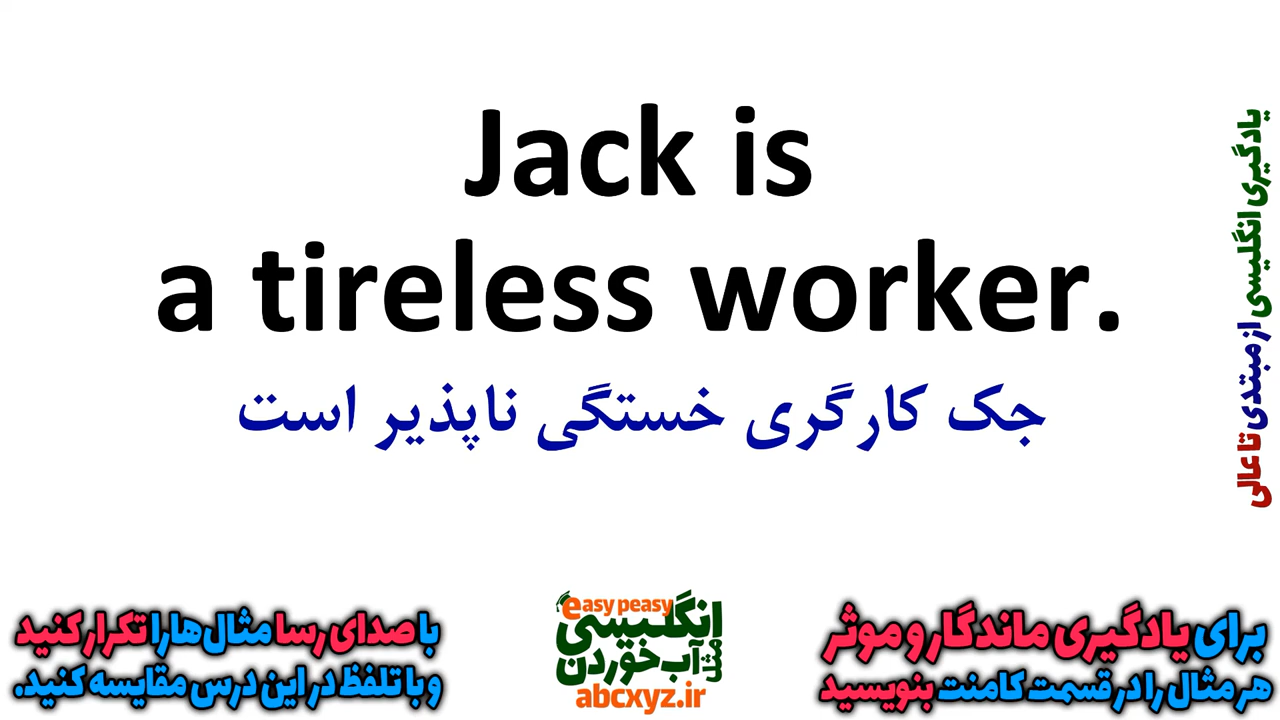 Jack is
a tireless worker.
جک کارگری خستگی ناپذیر است
یادگیری انگلیسی از مبتدی تا عالی
با صدای رسا مثال‌ها را تکرار کنید
و با تلفظ در این درس مقایسه کنید.
easy peasy
انگلیسی
مثل آب خوردن
abcxyz.ir
برای یادگیری ماندگار و موثر
هر مثال را در قسمت کامنت بنویسید